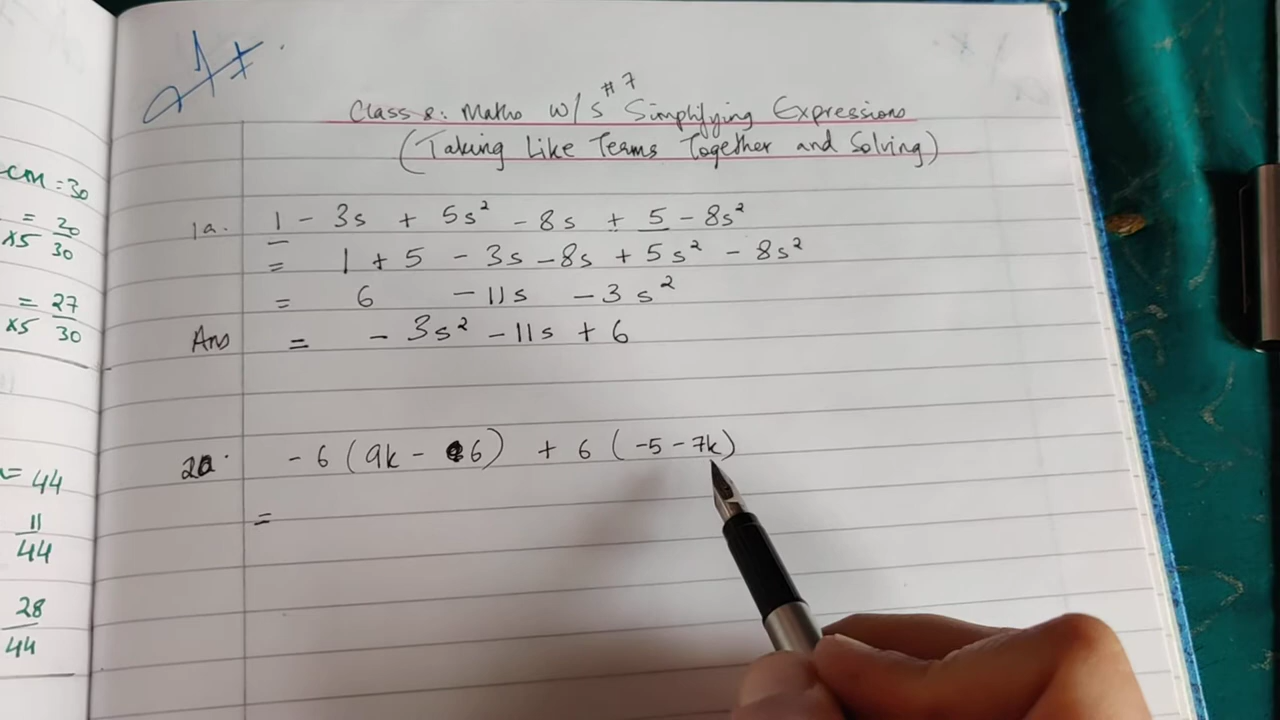 Class 8: Maths w/s #7 Simplifying Expressions
(Taking Like Terms Together and Solving)
CM = 30
= 20/30
×5
= 27/30
×5
1a. 1 - 3s + 5s² - 8s + 5 - 8s²
= 1 + 5 - 3s - 8s + 5s² - 8s²
= 6 - 11s - 3s²
Ans = - 3s² - 11s + 6
2a. - 6 (9k - 6) + 6 (-5 - 7k)
=
= 44
11/44
28/44